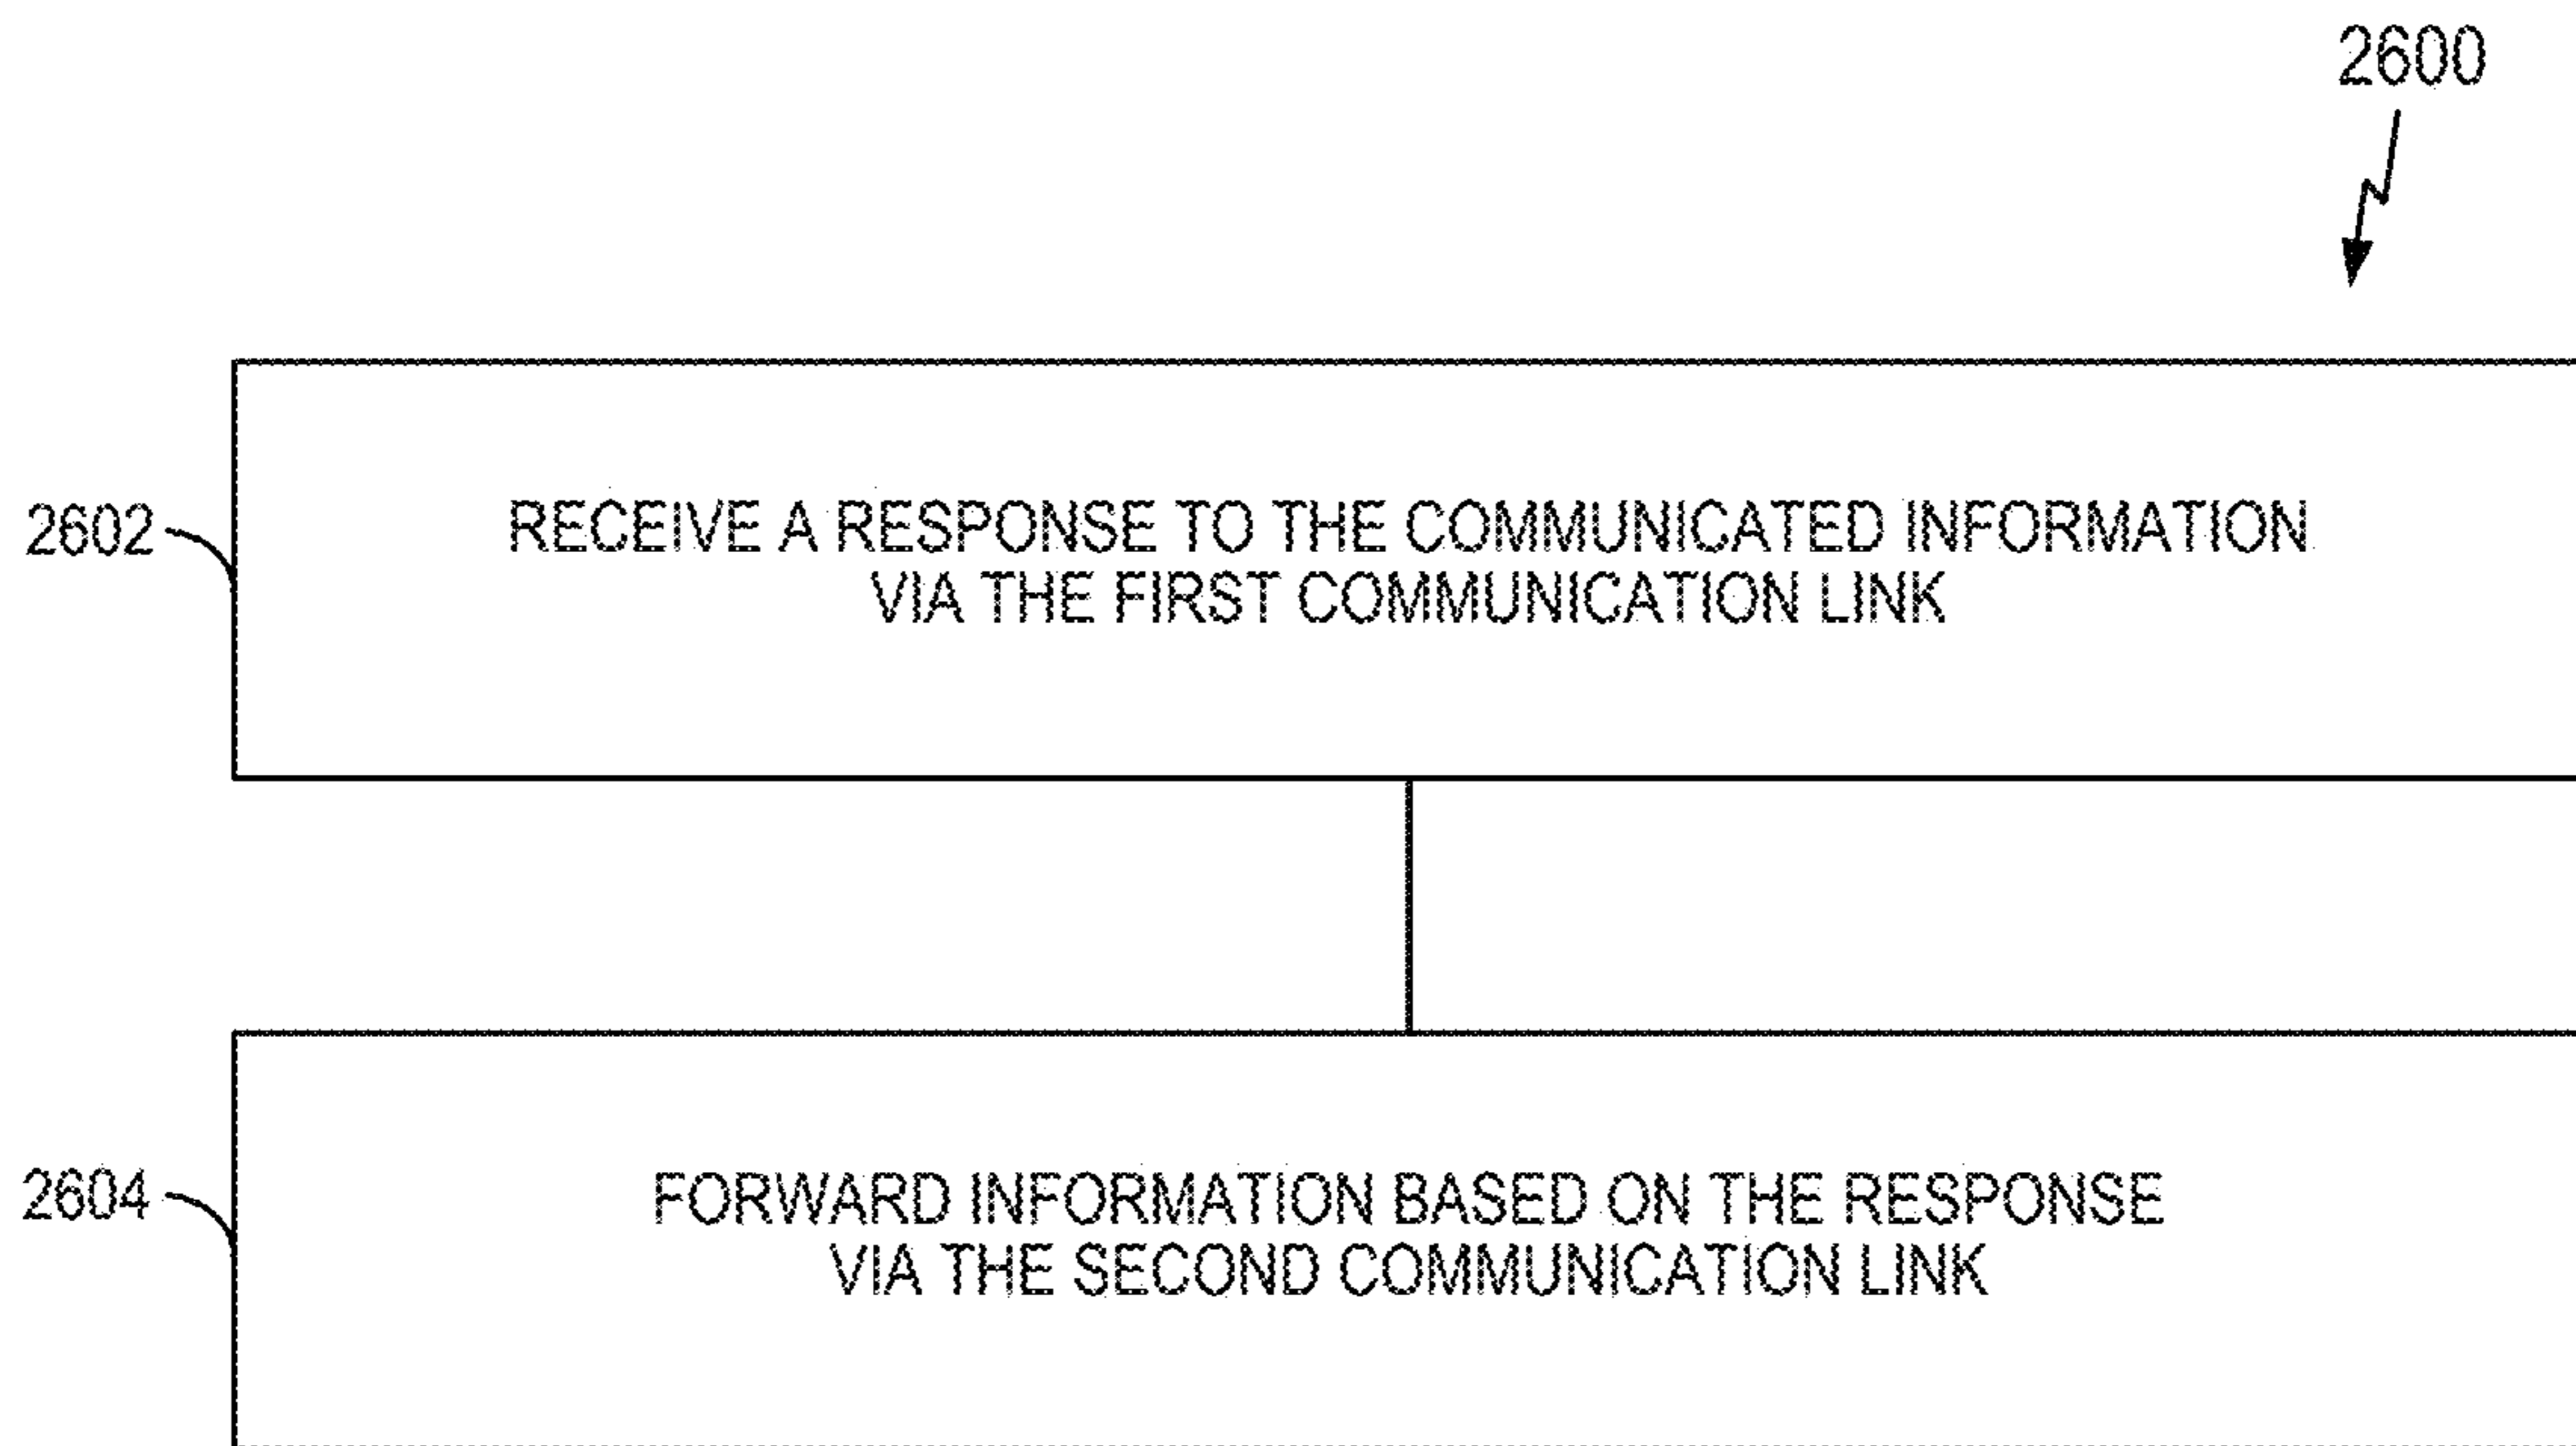 2600
2602
RECEIVE A RESPONSE TO THE COMMUNICATED INFORMATION
VIA THE FIRST COMMUNICATION LINK
2604
FORWARD INFORMATION BASED ON THE RESPONSE
VIA THE SECOND COMMUNICATION LINK